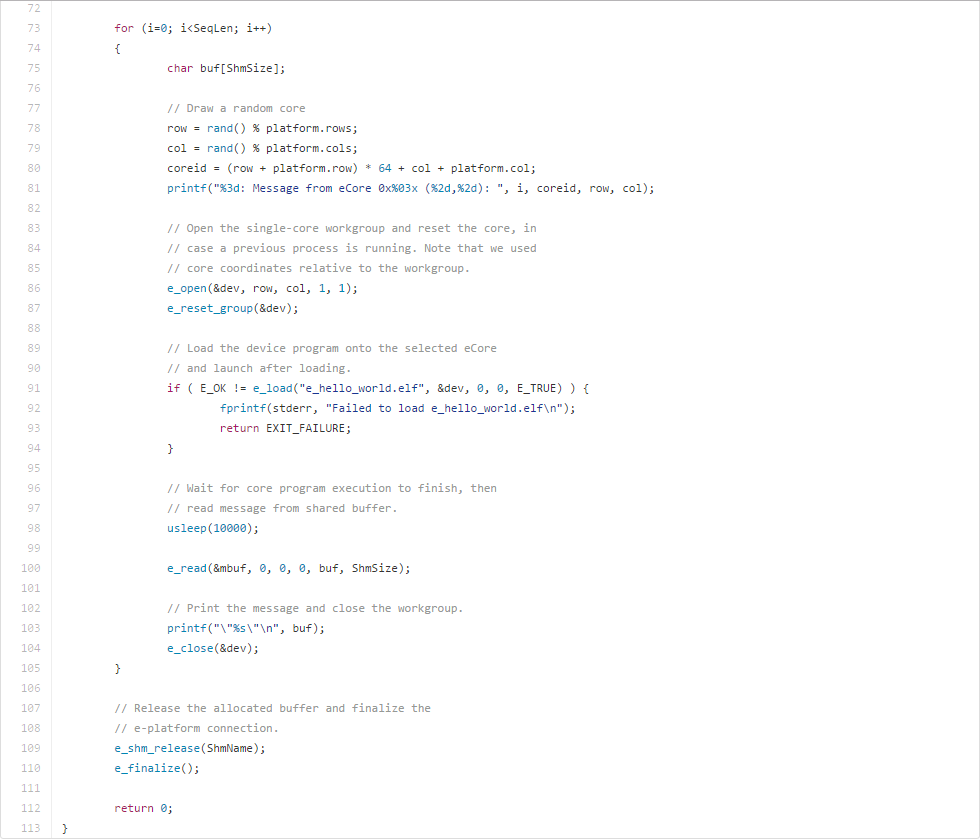 72
73 for (i=0; i<SeqLen; i++)
74 {
75 char buf[ShmSize];
76
77 // Draw a random core
78 row = rand() % platform.rows;
79 col = rand() % platform.cols;
80 coreid = (row + platform.row) * 64 + col + platform.col;
81 printf("%3d: Message from eCore 0x%03x (%2d,%2d): ", i, coreid, row, col);
82
83 // Open the single-core workgroup and reset the core, in
84 // case a previous process is running. Note that we used
85 // core coordinates relative to the workgroup.
86 e_open(&dev, row, col, 1, 1);
87 e_reset_group(&dev);
88
89 // Load the device program onto the selected eCore
90 // and launch after loading.
91 if ( E_OK != e_load("e_hello_world.elf", &dev, 0, 0, E_TRUE) ) {
92 fprintf(stderr, "Failed to load e_hello_world.elf\n");
93 return EXIT_FAILURE;
94 }
95
96 // Wait for core program execution to finish, then
97 // read message from shared buffer.
98 usleep(10000);
99
100 e_read(&mbuf, 0, 0, 0, buf, ShmSize);
101
102 // Print the message and close the workgroup.
103 printf("\"%s\"\n", buf);
104 e_close(&dev);
105 }
106
107 // Release the allocated buffer and finalize the
108 // e-platform connection.
109 e_shm_release(ShmName);
110 e_finalize();
111
112 return 0;
113 }